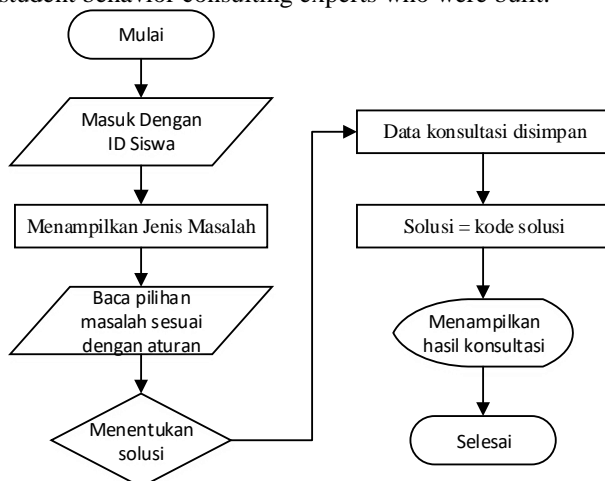 student behavior consulting experts who were built.
Mulai
Masuk Dengan
ID Siswa
Menampilkan Jenis Masalah
Baca pilihan
masalah sesuai
dengan aturan
Menentukan
solusi
Data konsultasi disimpan
Solusi = kode solusi
Menampilkan
hasil konsultasi
Selesai